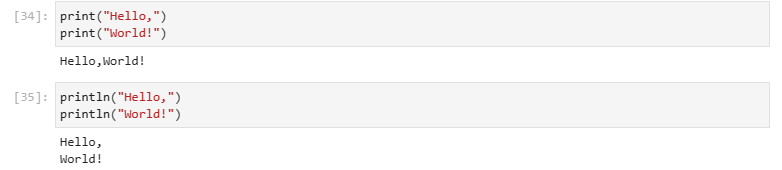 [34]: print("Hello,")
print("World!")
Hello,World!
[35]: println("Hello,")
println("World!")
Hello,
World!